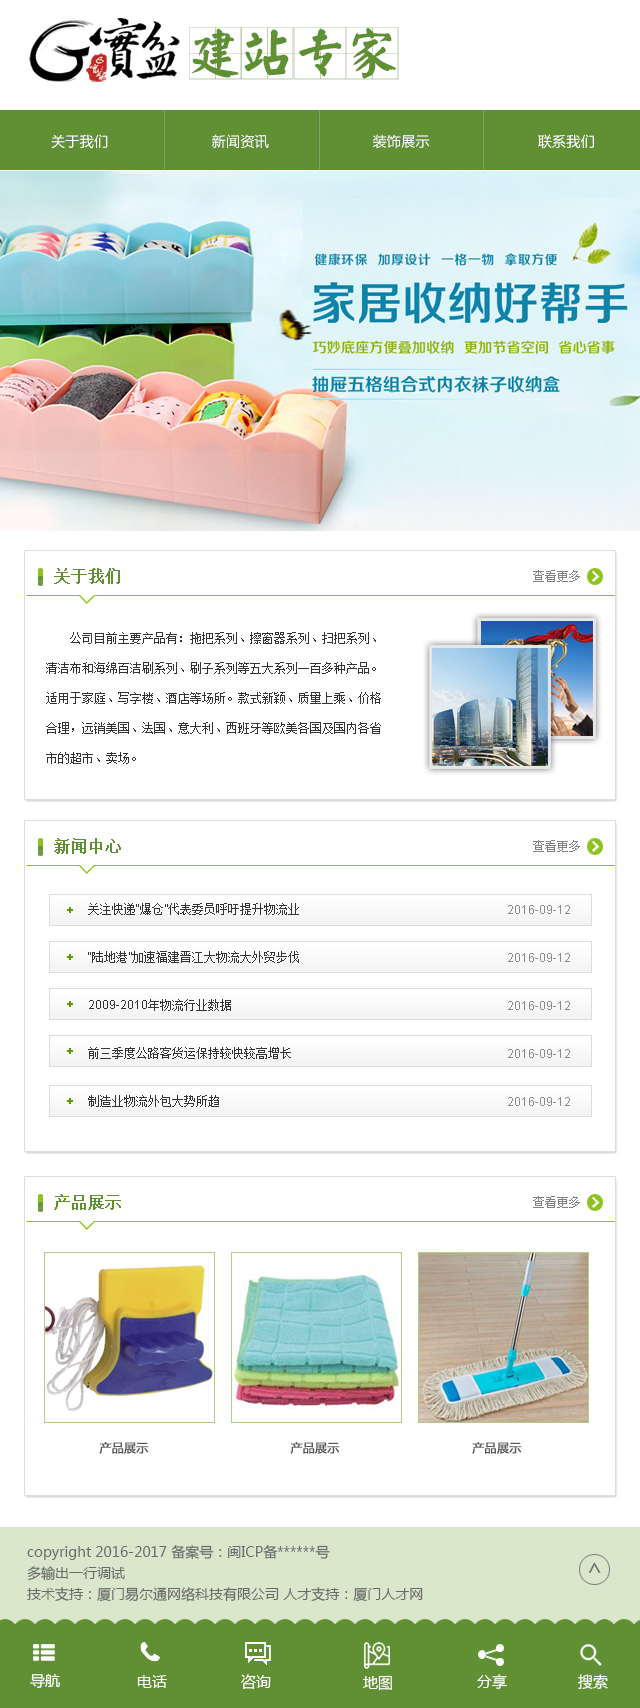 G寶盆 建站专家
关于我们 新闻资讯 装饰展示 联系我们
健康环保 加厚设计 一格一物 拿取方便
家居收纳好帮手
巧妙底座方便叠加收纳 更加节省空间 省心省事
抽屉五格组合式内衣袜子收纳盒
关于我们 查看更多
公司目前主要产品有：拖把系列、擦窗器系列、扫把系列、
清洁布和海绵百洁刷系列、刷子系列等五大系列一百多种产品。
适用于家庭、写字楼、酒店等场所。款式新颖、质量上乘、价格
合理，远销美国、法国、意大利、西班牙等欧美各国及国内各省
市的超市、卖场。
新闻中心 查看更多
关注快递"爆仓"代表委员呼吁提升物流业 2016-09-12
"陆地港"加速福建晋江大物流大外贸步伐 2016-09-12
2009-2010年物流行业数据 2016-09-12
前三季度公路客货运保持较快较高增长 2016-09-12
制造业物流外包大势所趋 2016-09-12
产品展示 查看更多
产品展示 产品展示 产品展示
copyright 2016-2017 备案号：闽ICP备******号
多输出一行调试
技术支持：厦门易尔通网络科技有限公司 人才支持：厦门人才网
导航 电话 咨询 地图 分享 搜索